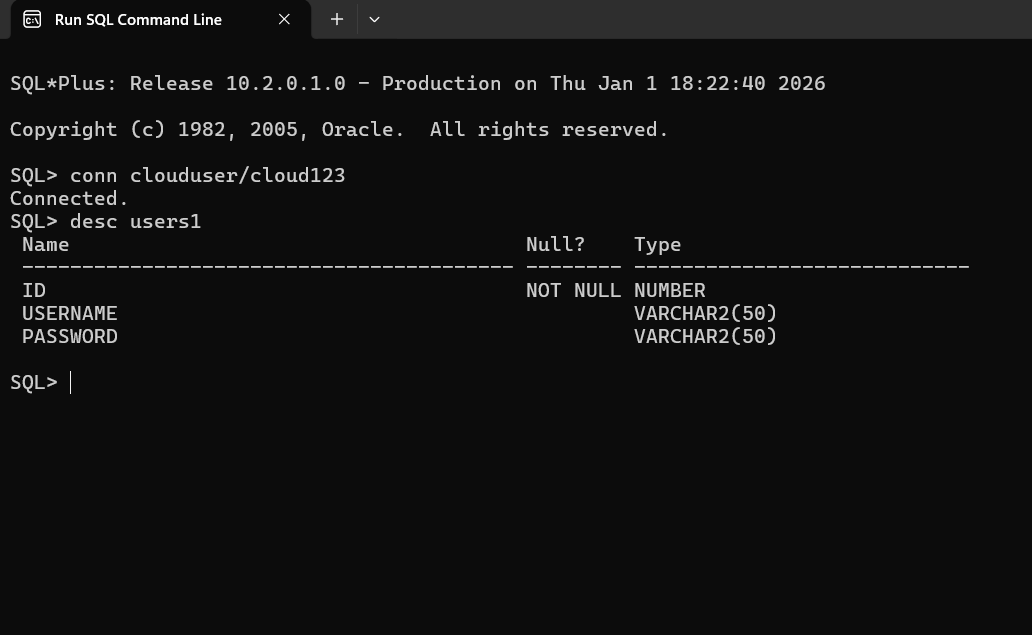 Run SQL Command Line
SQL*Plus: Release 10.2.0.1.0 - Production on Thu Jan 1 18:22:40 2026
Copyright (c) 1982, 2005, Oracle.  All rights reserved.
SQL> conn clouduser/cloud123
Connected.
SQL> desc users1
 Name                                      Null?    Type
 ----------------------------------------- -------- ----------------------------
 ID                                        NOT NULL NUMBER
 USERNAME                                           VARCHAR2(50)
 PASSWORD                                           VARCHAR2(50)
SQL>